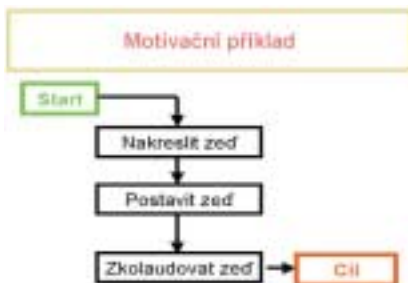 Motivační příklad
Start
Nakreslit zeď
Postavit zeď
Zkolaudovat zeď
Cíl